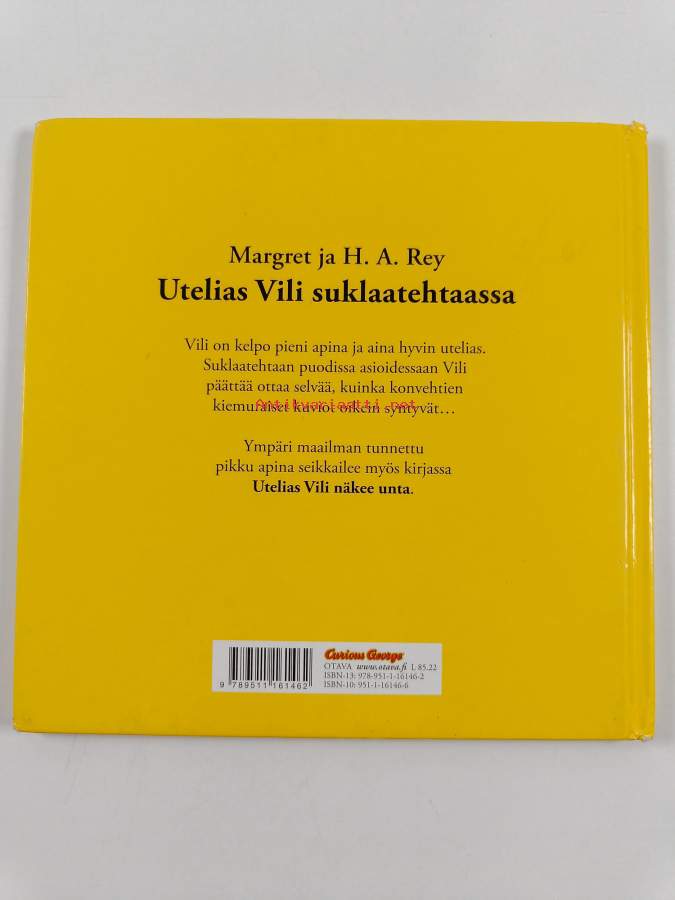 Margret ja H. A. Rey
Utelias Vili suklaatehtaassa
Vili on kelpo pieni apina ja aina hyvin utelias.
Suklaatehtaan puodissa asioidessaan Vili
päättää ottaa selvää, kuinka konvehtien
kiemuraiset kuviot oikein syntyvät…
Antikvariaatti.net
Ympäri maailman tunnettu
pikku apina seikkailee myös kirjassa
Utelias Vili näkee unta.
Curious George
OTAVA www.otava.fi L 85.22
ISBN-13: 978-951-1-16146-2
ISBN-10: 951-1-16146-6
9 789511 161462